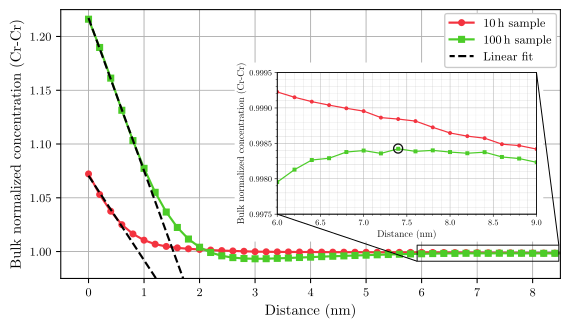 10 h sample
100 h sample
Linear fit
Bulk normalized concentration (Cr-Cr)
1.20
1.15
1.10
1.05
1.00
0 1 2 3 4 5 6 7 8
Distance (nm)
Bulk normalized concentration (Cr-Cr)
0.9995
0.9990
0.9985
0.9980
0.9975
6.0 6.5 7.0 7.5 8.0 8.5 9.0
Distance (nm)